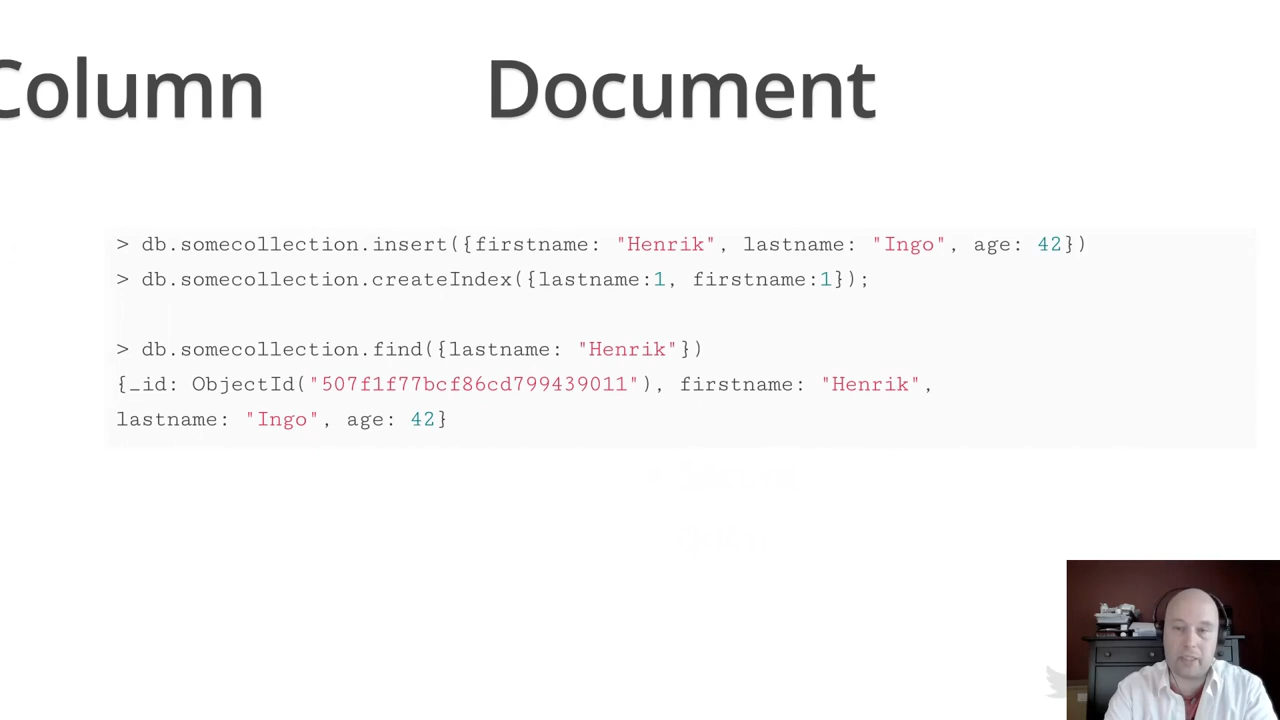 Column Document
> db.somecollection.insert({firstname: "Henrik", lastname: "Ingo", age: 42})
> db.somecollection.createIndex({lastname:1, firstname:1});
> db.somecollection.find({lastname: "Henrik"})
{_id: ObjectId("507f1f77bcf86cd799439011"), firstname: "Henrik",
lastname: "Ingo", age: 42}